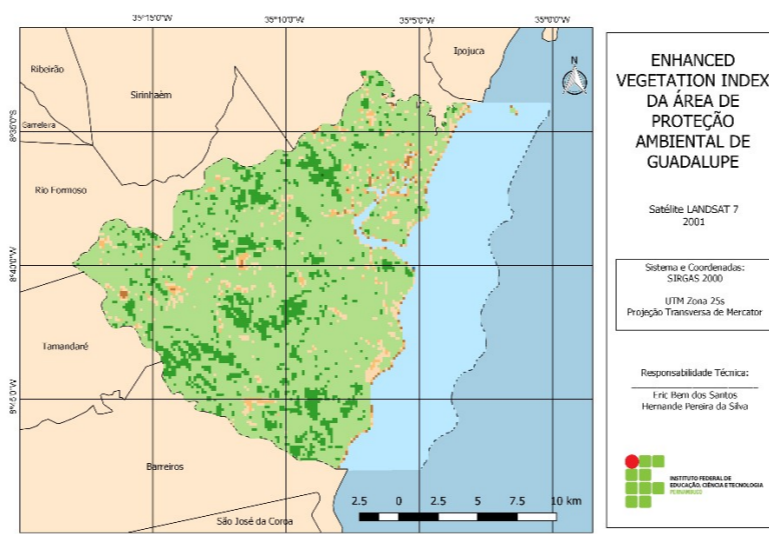 35°15'0"W
35°10'0"W
35°5'0"W
35°0'0"W
Ipojuca
Ribeirão
Sirinhaém
N
Gameleira
8°30'0"S
Rio Formoso
8°40'0"W
Tamandaré
Barreiros
São José da Coroa
2.5 0 2.5 5 7.5 10 km
ENHANCED
VEGETATION INDEX
DA ÁREA DE
PROTEÇÃO
AMBIENTAL DE
GUADALUPE
Satélite LANDSAT 7
2001
Sistema e Coordenadas:
SIRGAS 2000
UTM Zona 25s
Projeção Transversa de Mercator
Responsabilidade Técnica:
Eric Bem dos Santos
Hernande Pereira da Silva
INSTITUTO FEDERAL DE
EDUCAÇÃO, CIÊNCIA E TECNOLOGIA
PERNAMBUCO